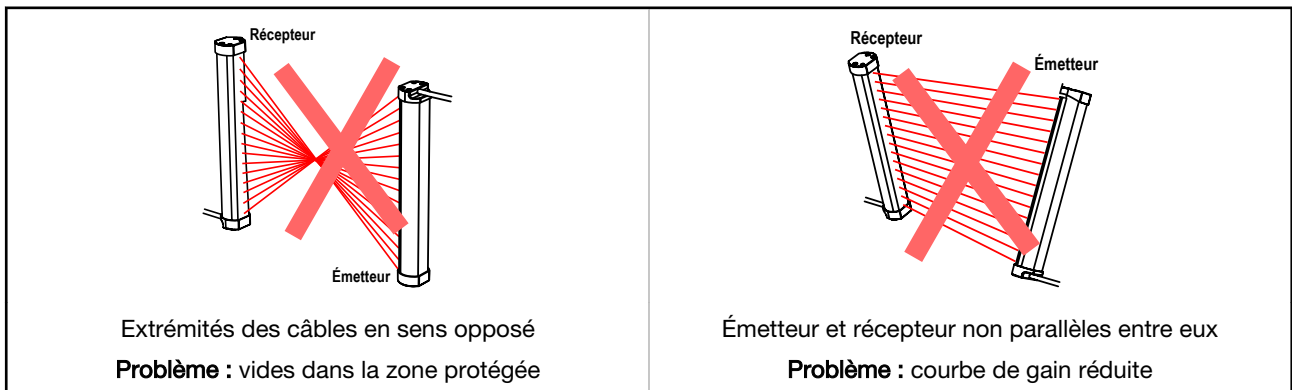 Récepteur
Émetteur
Extrémités des câbles en sens opposé
Problème : vides dans la zone protégée
Récepteur
Émetteur
Émetteur et récepteur non parallèles entre eux
Problème : courbe de gain réduite